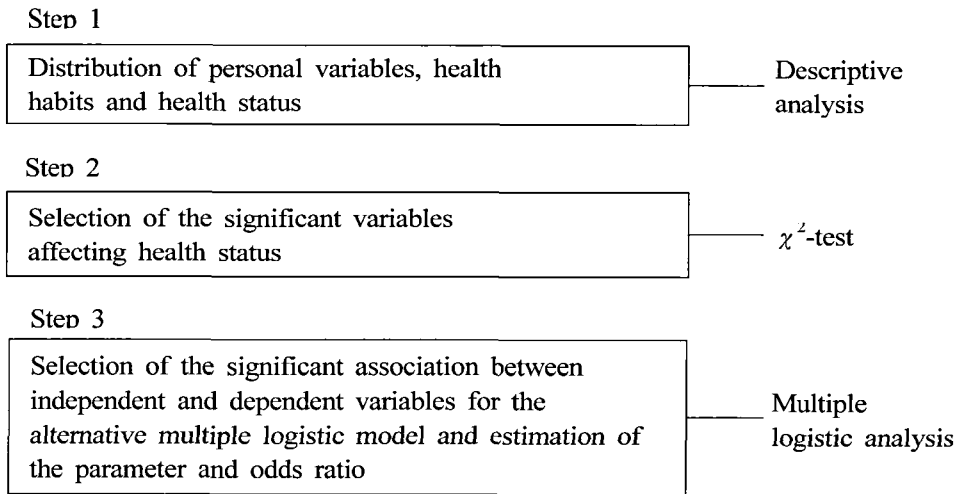 Step 1
Distribution of personal variables, health
habits and health status
Descriptive
analysis
Step 2
Selection of the significant variables
affecting health status
χ²-test
Step 3
Selection of the significant association between
independent and dependent variables for the
alternative multiple logistic model and estimation of
the parameter and odds ratio
Multiple
logistic analysis